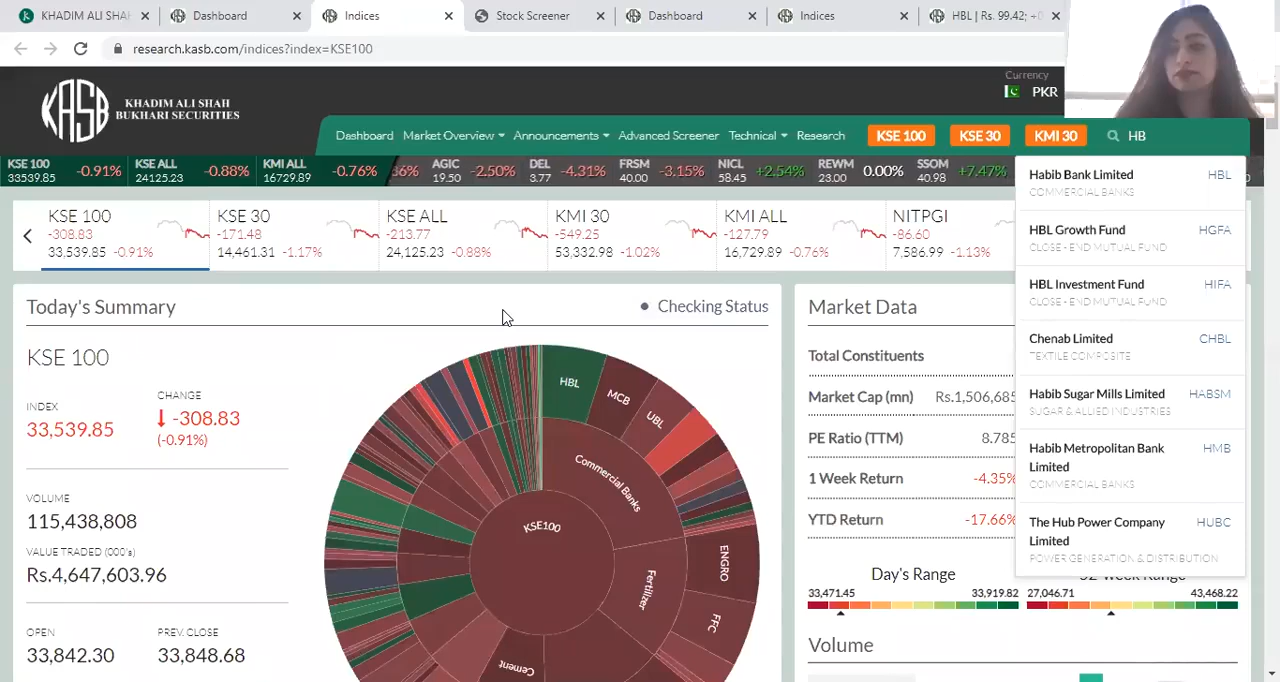 KHADIM ALI SHAH
Dashboard
Indices
Stock Screener
Dashboard
Indices
HBL | Rs. 99.42; +0
research.kasb.com/indices?index=KSE100
KASB
KHADIM ALI SHAH
BUKHARI SECURITIES
Currency
PKR
Dashboard Market Overview Announcements Advanced Screener Technical Research KSE 100 KSE 30 KMI 30 HB
KSE 100 33539.85 -0.91%
KSE ALL 24125.23 -0.88%
KMI ALL 16729.89 -0.76%
36%
AGIC 19.50 -2.50%
DEL 3.77 -4.31%
FRSM 40.00 -3.15%
NICL 58.45 +2.54%
REWM 23.00 0.00%
SSOM 40.98 +7.47%
KSE 100
-308.83
33,539.85 -0.91%
KSE 30
-171.48
14,461.31 -1.17%
KSE ALL
-213.77
24,125.23 -0.88%
KMI 30
-549.25
53,332.98 -1.02%
KMI ALL
-127.79
16,729.89 -0.76%
NITPGI
-86.60
7,586.99 -1.13%
Habib Bank Limited HBL
COMMERCIAL BANKS
HBL Growth Fund HGFA
CLOSE - END MUTUAL FUND
HBL Investment Fund HIFA
CLOSE - END MUTUAL FUND
Chenab Limited CHBL
TEXTILE COMPOSITE
Habib Sugar Mills Limited HABSM
SUGAR & ALLIED INDUSTRIES
Habib Metropolitan Bank HMB
Limited
COMMERCIAL BANKS
The Hub Power Company HUBC
Limited
POWER GENERATION & DISTRIBUTION
Today's Summary
Checking Status
KSE 100
INDEX
33,539.85
CHANGE
-308.83
(-0.91%)
VOLUME
115,438,808
VALUE TRADED (000's)
Rs.4,647,603.96
OPEN
33,842.30
PREV. CLOSE
33,848.68
HBL
MCB
UBL
Commercial Banks
KSE100
ENGRO
Fertilizer
FFC
Cement
Market Data
Total Constituents
Market Cap (mn) Rs.1,506,685
PE Ratio (TTM) 8.785
1 Week Return -4.35%
YTD Return -17.66%
Day's Range
33,471.45 33,919.82
52-Week Range
27,046.71 43,468.22
Volume